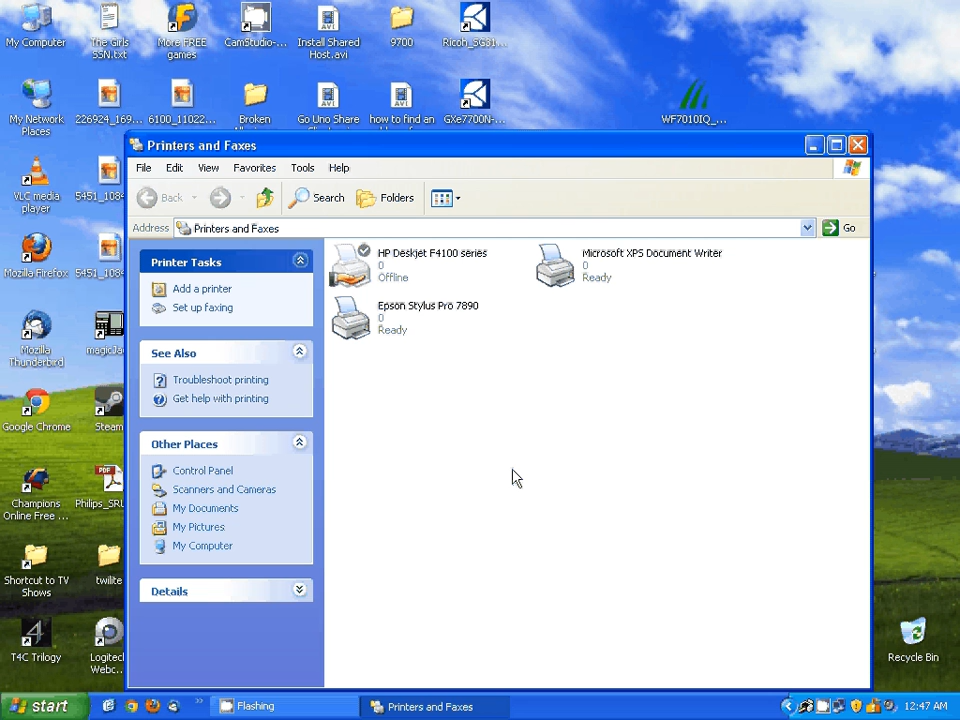 My Computer
The Girls
SSN.txt
More FREE
games
CamStudio-...
Install Shared
Host.avi
9700
Ricoh_SG31...
My Network
Places
226924_169...
6100_11022...
Broken
Go Uno Share
how to find an
GXe7700N-...
WF7010IQ_...
VLC media
player
5451_1084
Mozilla Firefox
5451_1084
Mozilla
Thunderbird
magicJa
Google Chrome
Steam
Champions
Online Free ...
PDF
Philips_SRU
Shortcut to TV
Shows
twilite
T4C Trilogy
Logitec
Webc..
Recycle Bin
Printers and Faxes
File Edit View Favorites Tools Help
Back Search Folders
Address Printers and Faxes Go
Printer Tasks
Add a printer
Set up faxing
See Also
Troubleshoot printing
Get help with printing
Other Places
Control Panel
Scanners and Cameras
My Documents
My Pictures
My Computer
Details
HP Deskjet F4100 series
0
Offline
Microsoft XPS Document Writer
0
Ready
Epson Stylus Pro 7890
0
Ready
start
Flashing
Printers and Faxes
12:47 AM